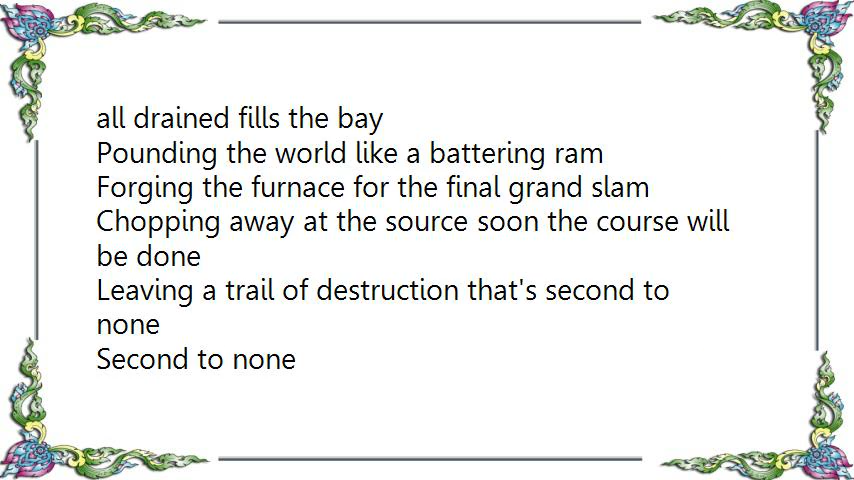 all drained fills the bay
Pounding the world like a battering ram
Forging the furnace for the final grand slam
Chopping away at the source soon the course will
be done
Leaving a trail of destruction that's second to
none
Second to none